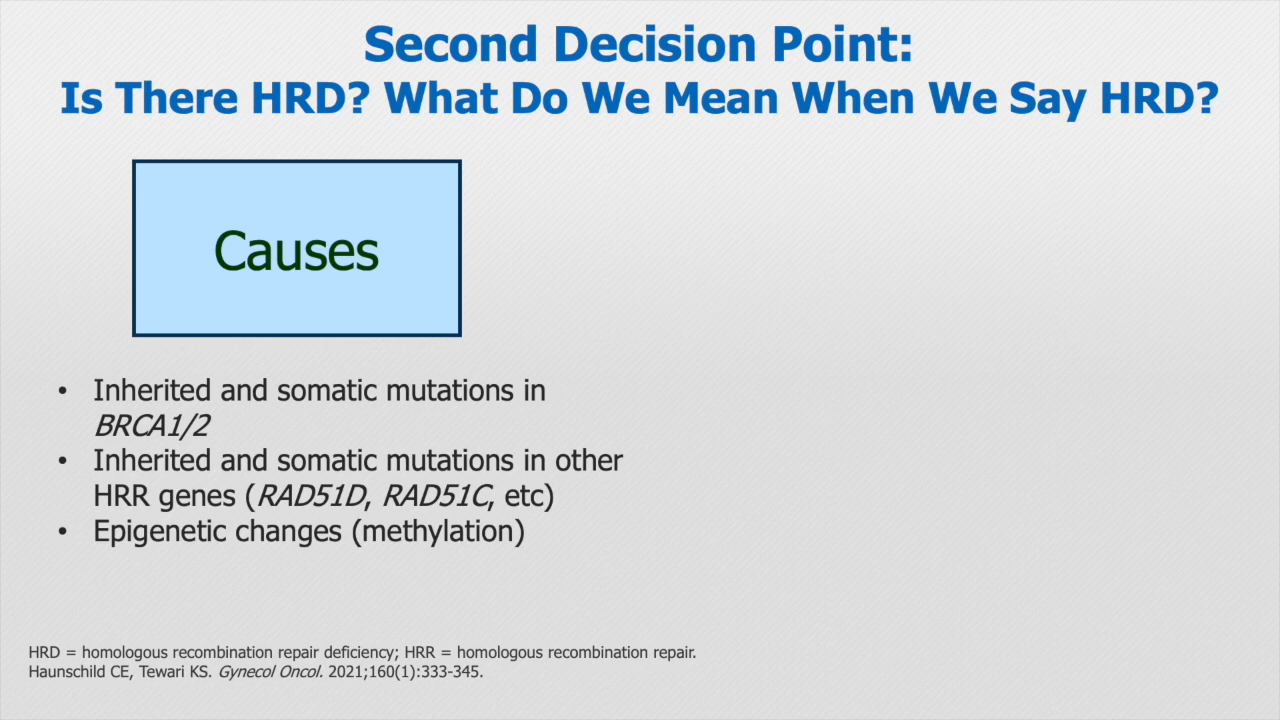 Second Decision Point:
Is There HRD? What Do We Mean When We Say HRD?
Causes
• Inherited and somatic mutations in
BRCA1/2
• Inherited and somatic mutations in other
HRR genes (RAD51D, RAD51C, etc)
• Epigenetic changes (methylation)
HRD = homologous recombination repair deficiency; HRR = homologous recombination repair.
Haunschild CE, Tewari KS. Gynecol Oncol. 2021;160(1):333-345.